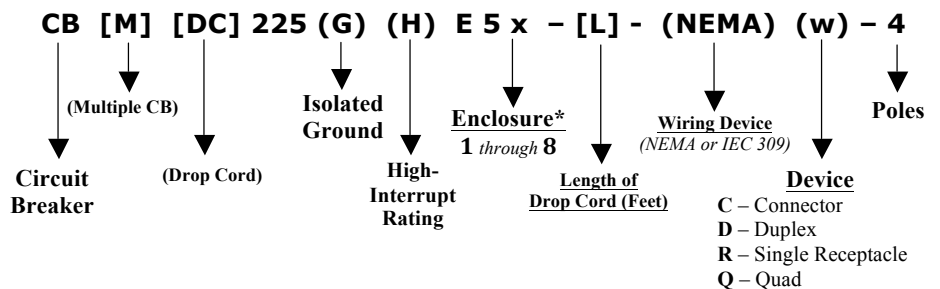 CB [M] [DC] 225 (G) (H) E 5 x – [L] - (NEMA) (w) – 4
(Multiple CB)
Isolated
Ground
Enclosure*
1 through 8
Wiring Device
(NEMA or IEC 309)
Poles
Circuit
Breaker
(Drop Cord)
High-
Interrupt
Rating
Length of
Drop Cord (Feet)
Device
C – Connector
D – Duplex
R – Single Receptacle
Q – Quad